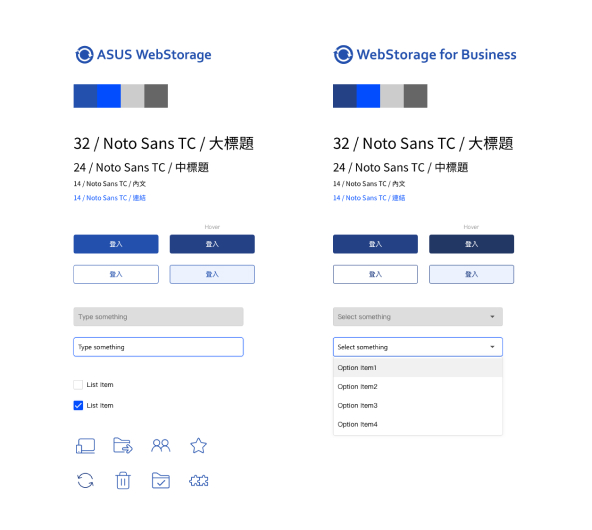 ASUS WebStorage
32 / Noto Sans TC / 大標題
24 / Noto Sans TC / 中標題
14 / Noto Sans TC / 內文
14 / Noto Sans TC / 連結
Hover
登入
登入
登入
登入
Type something
Type something
List Item
List Item
WebStorage for Business
32 / Noto Sans TC / 大標題
24 / Noto Sans TC / 中標題
14 / Noto Sans TC / 內文
14 / Noto Sans TC / 連結
Hover
登入
登入
登入
登入
Select something
Select something
Option Item1
Option Item2
Option Item3
Option Item4